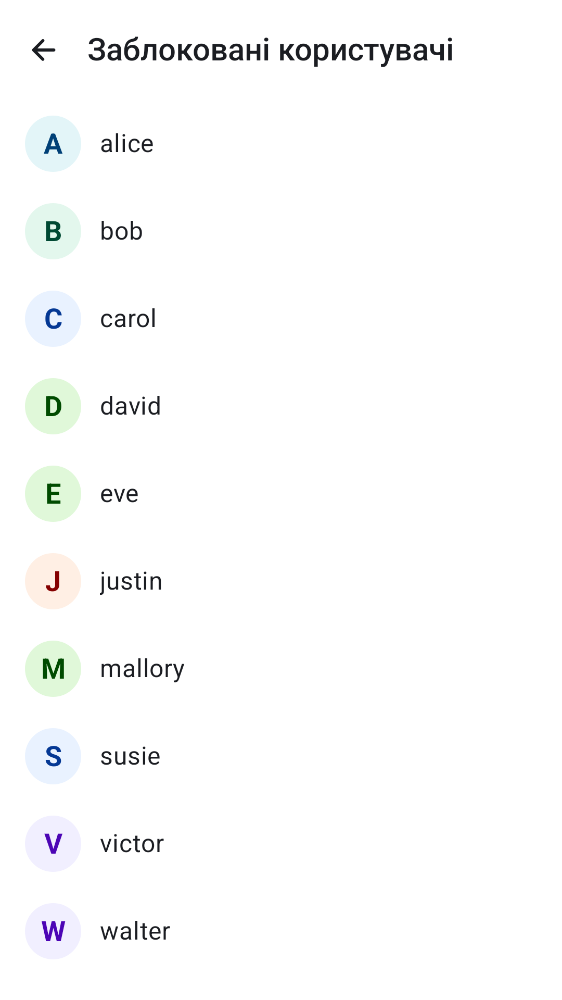 Заблоковані користувачі
A alice
B bob
C carol
D david
E eve
J justin
M mallory
S susie
V victor
W walter